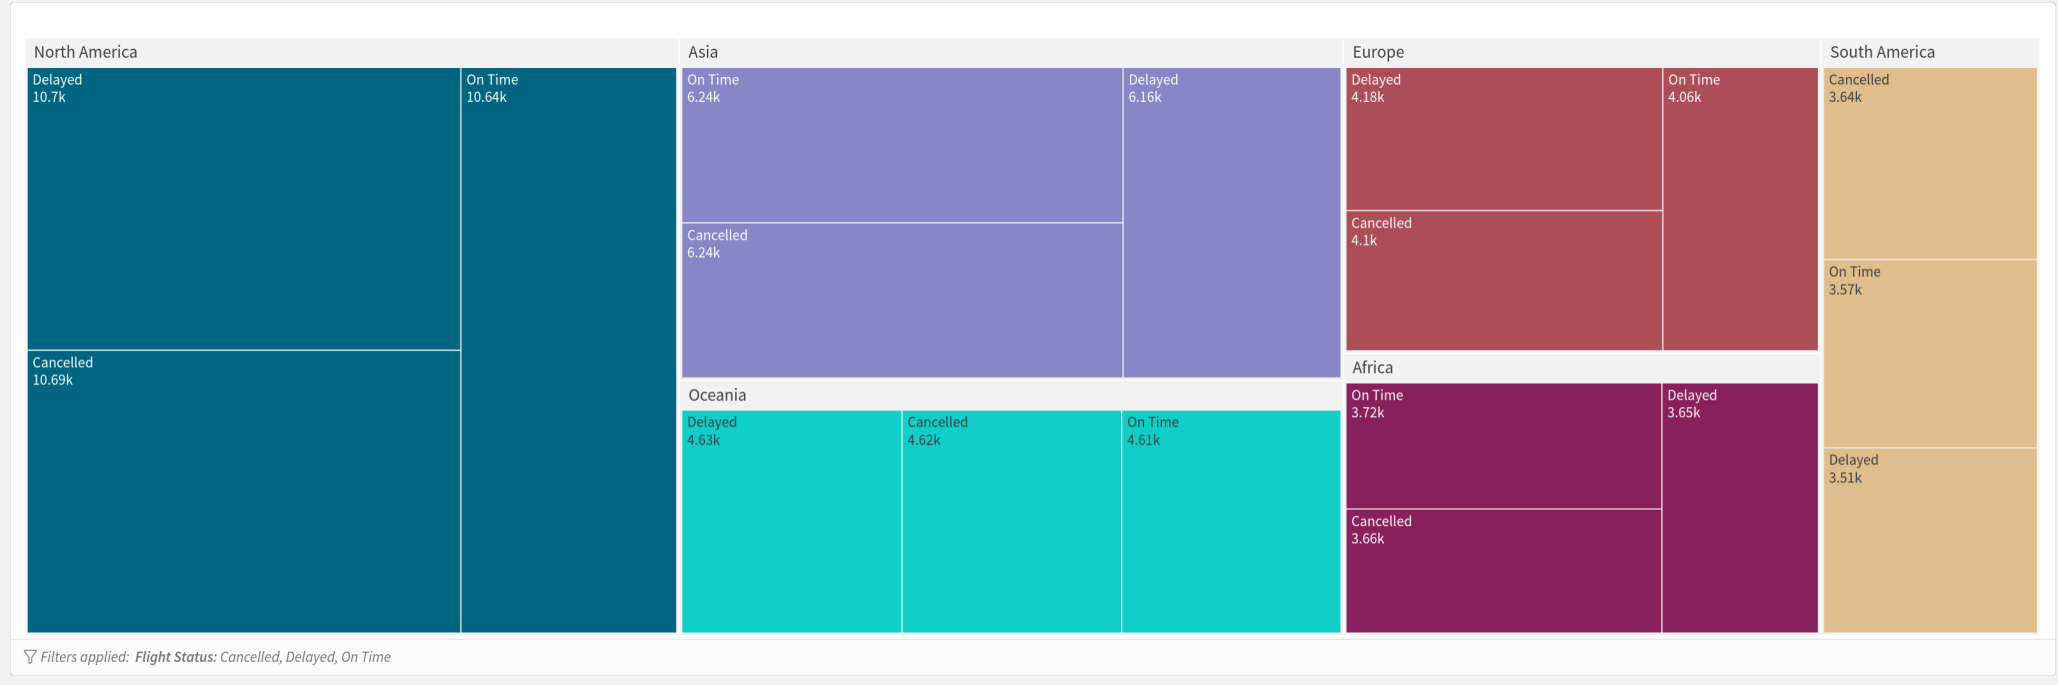 North America
Delayed
10.7k
On Time
10.64k
Cancelled
10.69k
Asia
On Time
6.24k
Delayed
6.16k
Cancelled
6.24k
Oceania
Delayed
4.63k
Cancelled
4.62k
On Time
4.61k
Europe
Delayed
4.18k
On Time
4.06k
Cancelled
4.1k
Africa
On Time
3.72k
Delayed
3.65k
Cancelled
3.66k
South America
Cancelled
3.64k
On Time
3.57k
Delayed
3.51k
Filters applied: Flight Status: Cancelled, Delayed, On Time